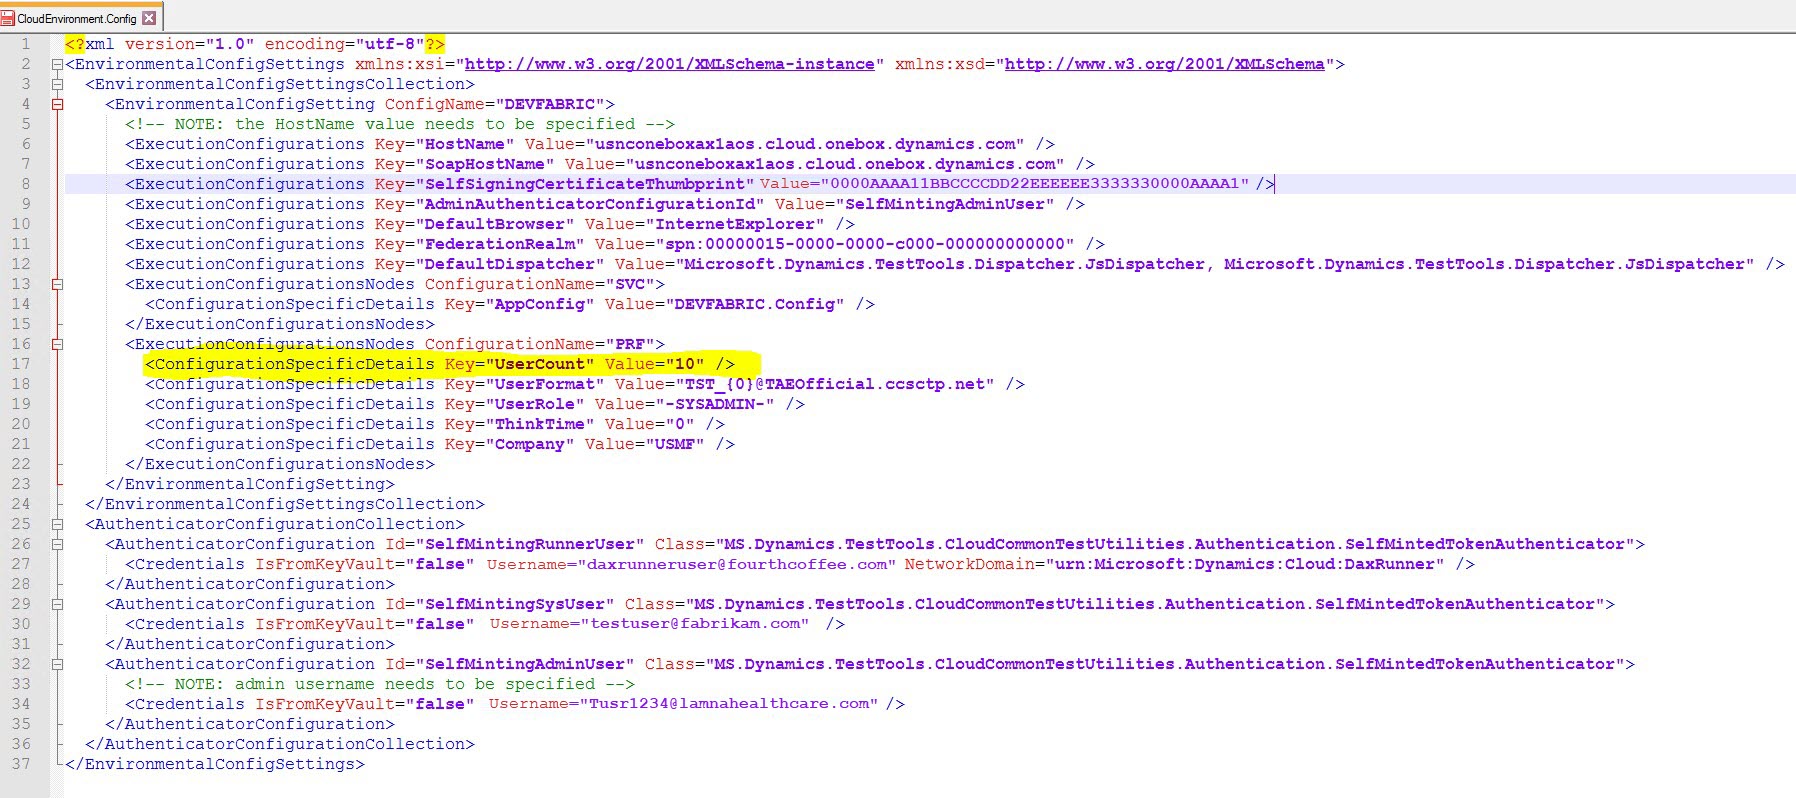 CloudEnvironment.Config
1 <?xml version="1.0" encoding="utf-8"?>
2 <EnvironmentalConfigSettings xmlns:xsi="http://www.w3.org/2001/XMLSchema-instance" xmlns:xsd="http://www.w3.org/2001/XMLSchema">
3 <EnvironmentalConfigSettingsCollection>
4 <EnvironmentalConfigSetting ConfigName="DEVFABRIC">
5 <!-- NOTE: the HostName value needs to be specified -->
6 <ExecutionConfigurations Key="HostName" Value="usnconeboxax1aos.cloud.onebox.dynamics.com" />
7 <ExecutionConfigurations Key="SoapHostName" Value="usnconeboxax1aos.cloud.onebox.dynamics.com" />
8 <ExecutionConfigurations Key="SelfSigningCertificateThumbprint" Value="0000AAAA11BBCCCCDD22EEEEEE3333330000AAAA1" />
9 <ExecutionConfigurations Key="AdminAuthenticatorConfigurationId" Value="SelfMintingAdminUser" />
10 <ExecutionConfigurations Key="DefaultBrowser" Value="InternetExplorer" />
11 <ExecutionConfigurations Key="FederationRealm" Value="spn:00000015-0000-0000-c000-000000000000" />
12 <ExecutionConfigurations Key="DefaultDispatcher" Value="Microsoft.Dynamics.TestTools.Dispatcher.JsDispatcher, Microsoft.Dynamics.TestTools.Dispatcher.JsDispatcher" />
13 <ExecutionConfigurationsNodes ConfigurationName="SVC">
14 <ConfigurationSpecificDetails Key="AppConfig" Value="DEVFABRIC.Config" />
15 </ExecutionConfigurationsNodes>
16 <ExecutionConfigurationsNodes ConfigurationName="PRF">
17 <ConfigurationSpecificDetails Key="UserCount" Value="10" />
18 <ConfigurationSpecificDetails Key="UserFormat" Value="TST_{0}@TAEOfficial.ccsctp.net" />
19 <ConfigurationSpecificDetails Key="UserRole" Value="-SYSADMIN-" />
20 <ConfigurationSpecificDetails Key="ThinkTime" Value="0" />
21 <ConfigurationSpecificDetails Key="Company" Value="USMF" />
22 </ExecutionConfigurationsNodes>
23 </EnvironmentalConfigSetting>
24 </EnvironmentalConfigSettingsCollection>
25 <AuthenticatorConfigurationCollection>
26 <AuthenticatorConfiguration Id="SelfMintingRunnerUser" Class="MS.Dynamics.TestTools.CloudCommonTestUtilities.Authentication.SelfMintedTokenAuthenticator">
27 <Credentials IsFromKeyVault="false" Username="daxrunneruser@fourthcoffee.com" NetworkDomain="urn:Microsoft:Dynamics:Cloud:DaxRunner" />
28 </AuthenticatorConfiguration>
29 <AuthenticatorConfiguration Id="SelfMintingSysUser" Class="MS.Dynamics.TestTools.CloudCommonTestUtilities.Authentication.SelfMintedTokenAuthenticator">
30 <Credentials IsFromKeyVault="false" Username="testuser@fabrikam.com" />
31 </AuthenticatorConfiguration>
32 <AuthenticatorConfiguration Id="SelfMintingAdminUser" Class="MS.Dynamics.TestTools.CloudCommonTestUtilities.Authentication.SelfMintedTokenAuthenticator">
33 <!-- NOTE: admin username needs to be specified -->
34 <Credentials IsFromKeyVault="false" Username="Tusr1234@lamnahealthcare.com" />
35 </AuthenticatorConfiguration>
36 </AuthenticatorConfigurationCollection>
37 </EnvironmentalConfigSettings>